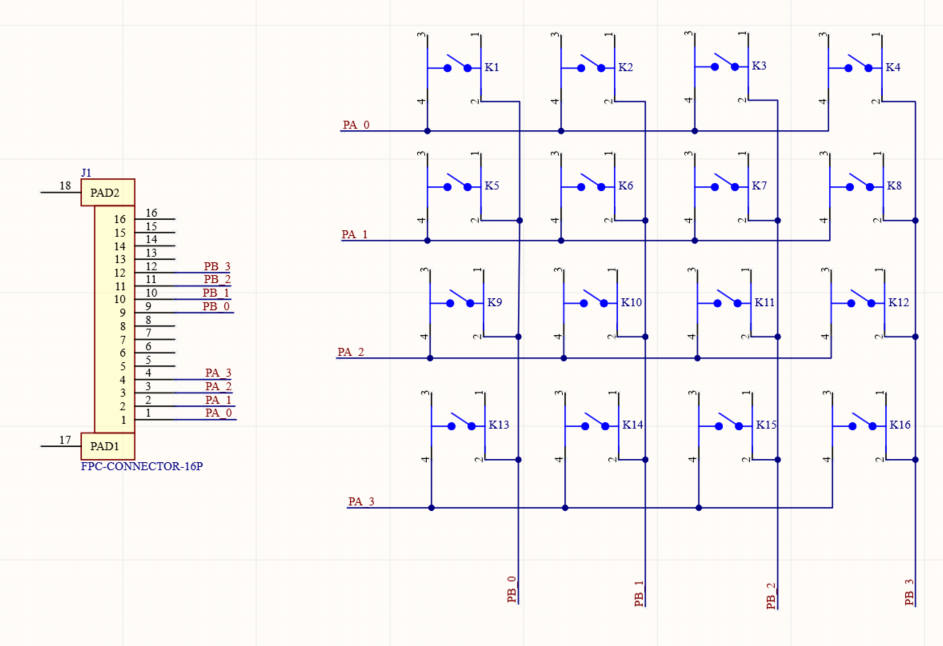 3 1 K1 4 2
3 1 K2 4 2
3 1 K3 4 2
3 1 K4 4 2
PA_0
3 1 K5 4 2
3 1 K6 4 2
3 1 K7 4 2
3 1 K8 4 2
PA_1
3 1 K9 4 2
3 1 K10 4 2
3 1 K11 4 2
3 1 K12 4 2
PA_2
3 1 K13 4 2
3 1 K14 4 2
3 1 K15 4 2
3 1 K16 4 2
PA_3
PB_0
PB_1
PB_2
PB_3
J1
18 PAD2
16 16
15 15
14 14
13 13
12 12 PB_3
11 11 PB_2
10 10 PB_1
9 9 PB_0
8 8
7 7
6 6
5 5
4 4 PA_3
3 3 PA_2
2 2 PA_1
1 1 PA_0
17 PAD1
FPC-CONNECTOR-16P